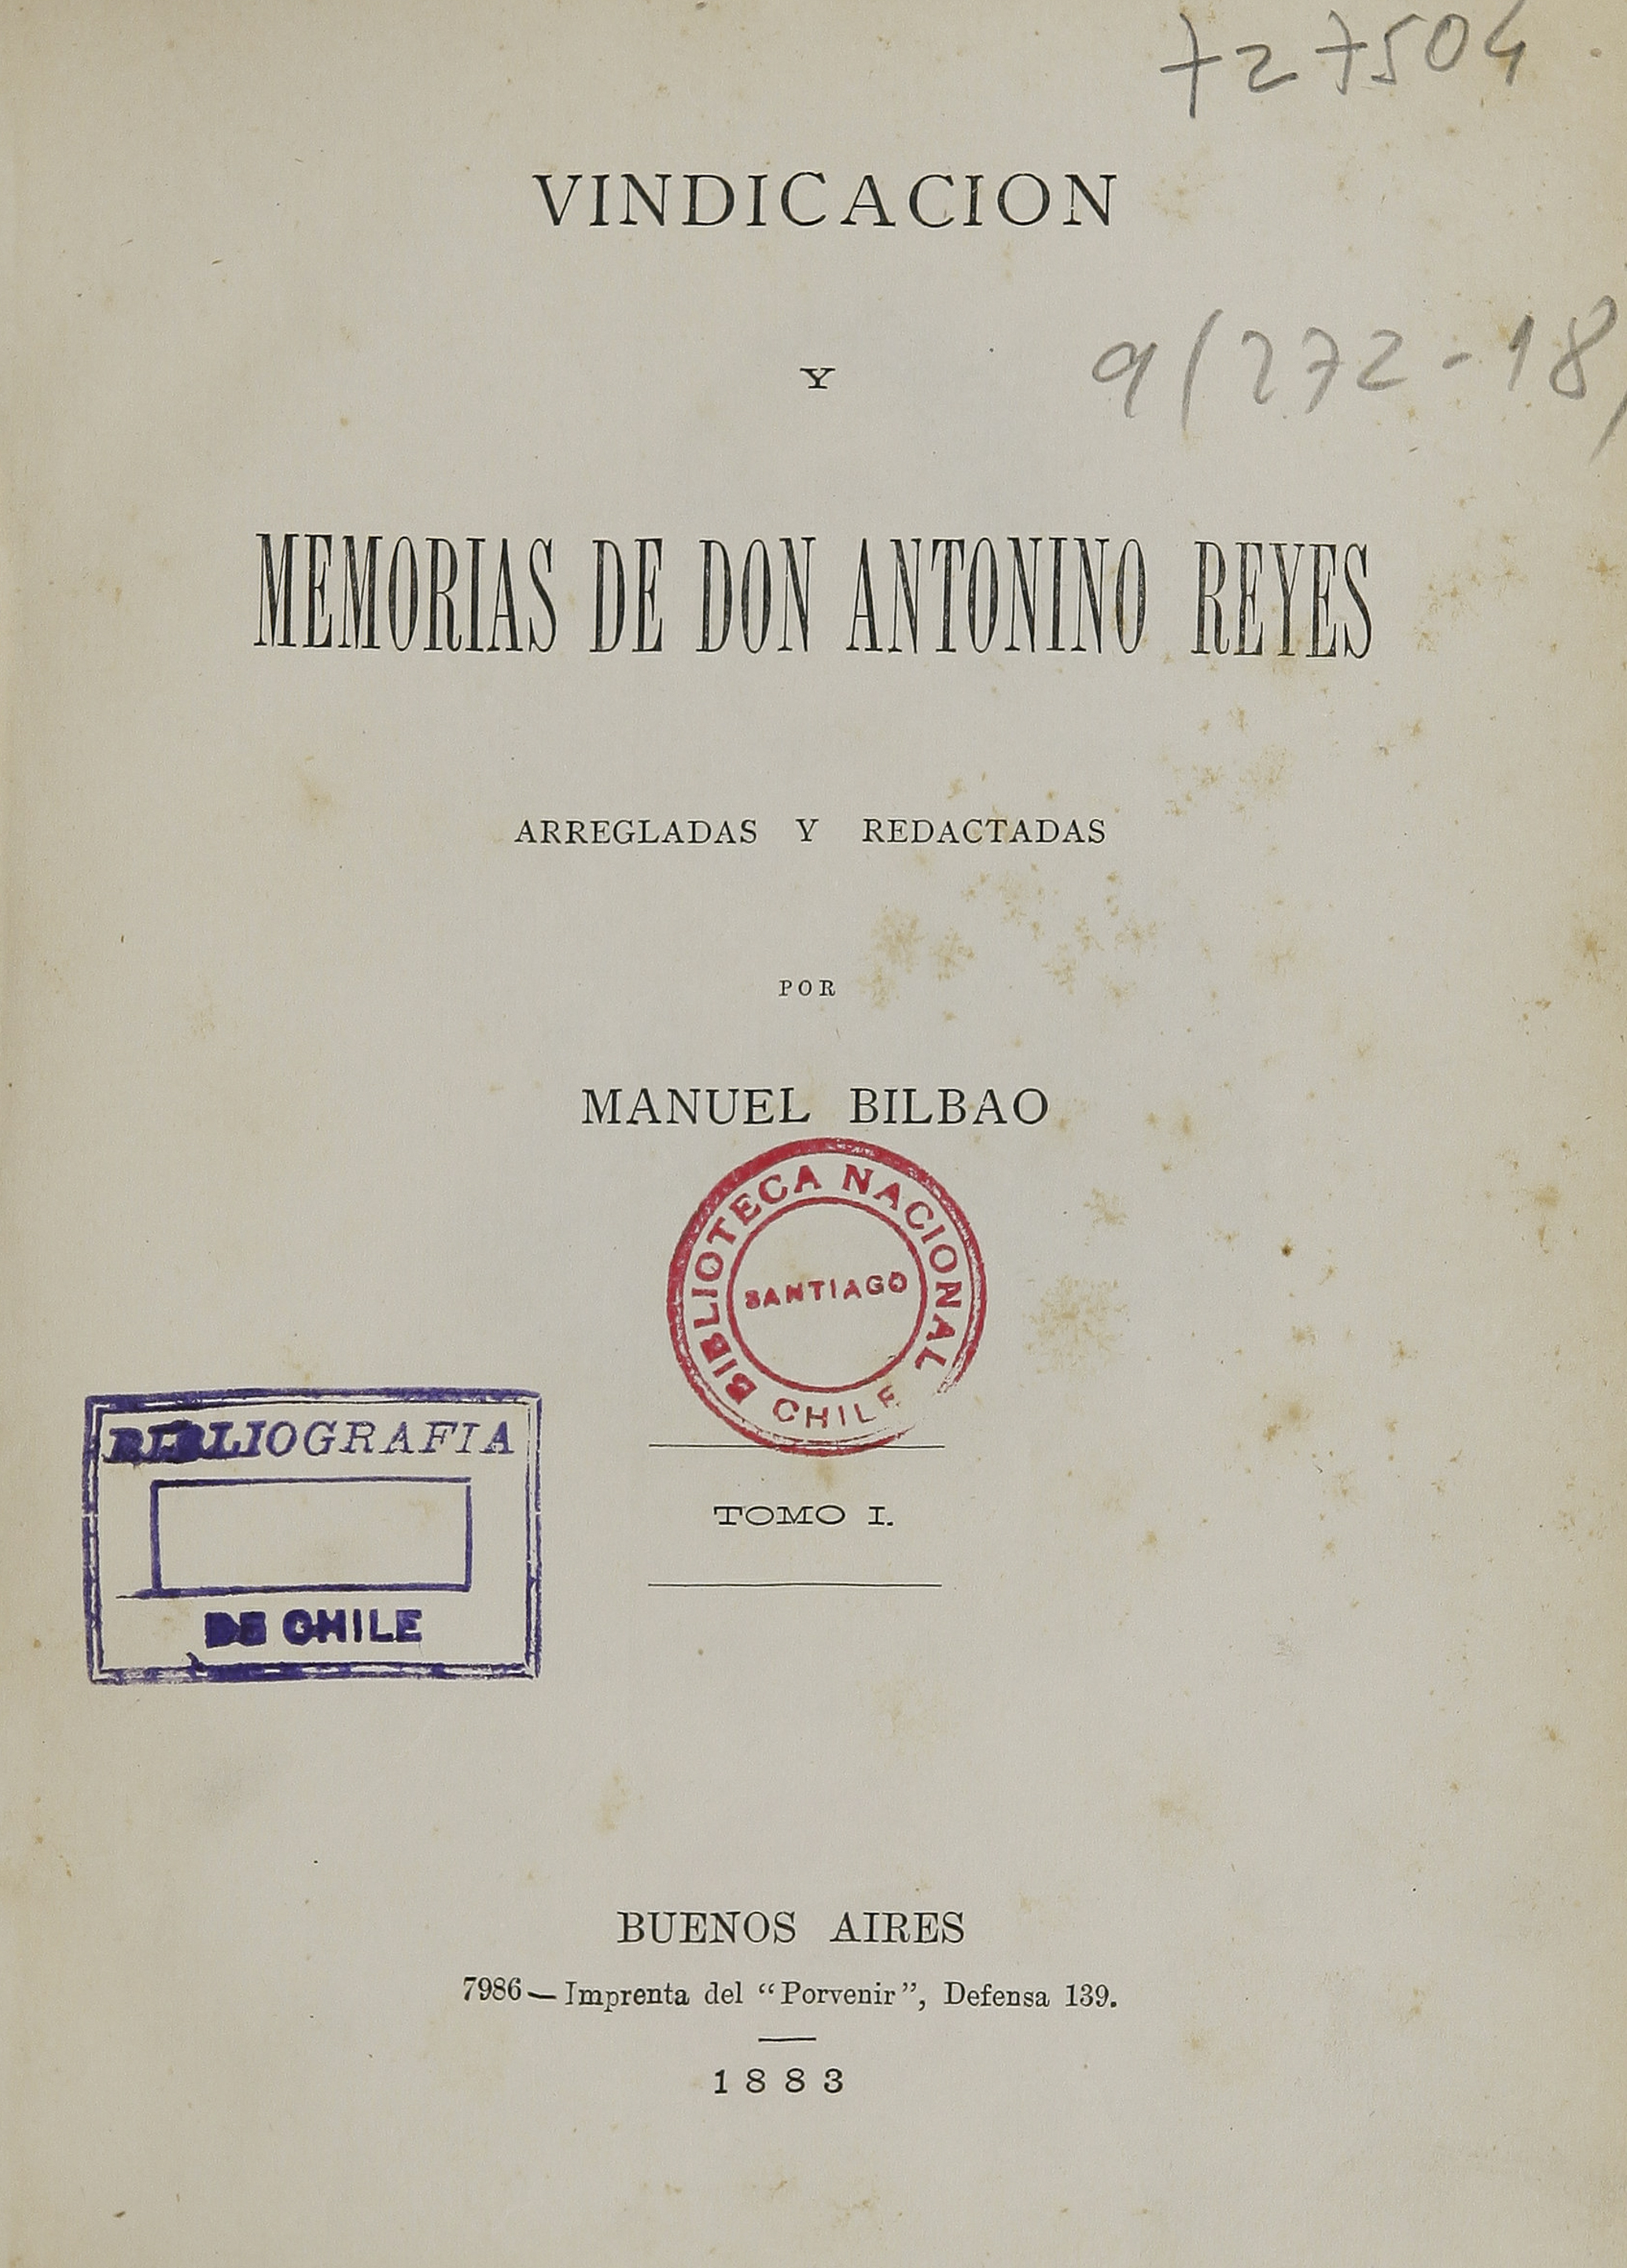 727504
VINDICACION
Y
9(272-18)
MEMORIAS DE DON ANTONINO REYES
ARREGLADAS Y REDACTADAS
POR
MANUEL BILBAO
BIBLIOTECA NACIONAL
SANTIAGO
CHILE
BIBLIOGRAFIA
DE CHILE
TOMO I.
BUENOS AIRES
7986—Imprenta del “Porvenir”, Defensa 139.
1883